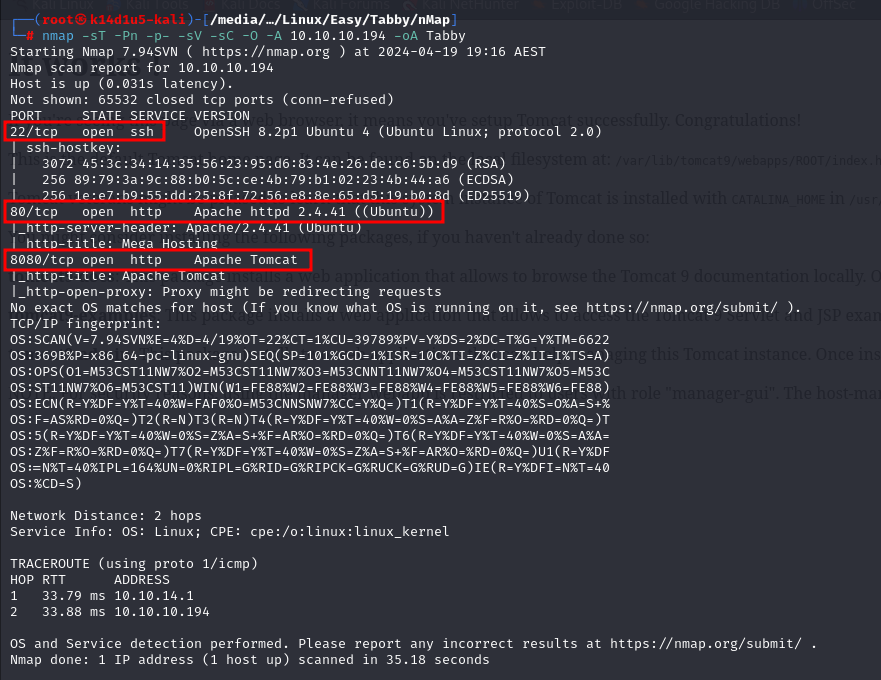 ┌──(root㉿k14d1u5-kali)-[/media/…/Linux/Easy/Tabby/nMap]
└─# nmap -sT -Pn -p- -sV -sC -O -A 10.10.10.194 -oA Tabby
Starting Nmap 7.94SVN ( https://nmap.org ) at 2024-04-19 19:16 AEST
Nmap scan report for 10.10.10.194
Host is up (0.031s latency).
Not shown: 65532 closed tcp ports (conn-refused)
PORT     STATE SERVICE VERSION
22/tcp   open  ssh     OpenSSH 8.2p1 Ubuntu 4 (Ubuntu Linux; protocol 2.0)
| ssh-hostkey:
|   3072 45:3c:34:14:35:56:23:95:d6:83:4e:26:de:c6:5b:d9 (RSA)
|   256 89:79:3a:9c:88:b0:5c:ce:4b:79:b1:02:23:4b:44:a6 (ECDSA)
|   256 1e:e7:b9:55:dd:25:8f:72:56:e8:8e:65:d5:19:b0:8d (ED25519)
80/tcp   open  http    Apache httpd 2.4.41 ((Ubuntu))
|_http-server-header: Apache/2.4.41 (Ubuntu)
|_http-title: Mega Hosting
8080/tcp open  http    Apache Tomcat
|_http-title: Apache Tomcat
|_http-open-proxy: Proxy might be redirecting requests
No exact OS matches for host (If you know what OS is running on it, see https://nmap.org/submit/ ).
TCP/IP fingerprint:
OS:SCAN(V=7.94SVN%E=4%D=4/19%OT=22%CT=1%CU=39789%PV=Y%DS=2%DC=T%G=Y%TM=6622
OS:369B%P=x86_64-pc-linux-gnu)SEQ(SP=101%GCD=1%ISR=10C%TI=Z%CI=Z%II=I%TS=A)
OS:OPS(O1=M53CST11NW7%O2=M53CST11NW7%O3=M53CNNT11NW7%O4=M53CST11NW7%O5=M53C
OS:ST11NW7%O6=M53CST11)WIN(W1=FE88%W2=FE88%W3=FE88%W4=FE88%W5=FE88%W6=FE88)
OS:ECN(R=Y%DF=Y%T=40%W=FAF0%O=M53CNNSNW7%CC=Y%Q=)T1(R=Y%DF=Y%T=40%S=O%A=S+%
OS:F=AS%RD=0%Q=)T2(R=N)T3(R=N)T4(R=Y%DF=Y%T=40%W=0%S=A%A=Z%F=R%O=%RD=0%Q=)T
OS:5(R=Y%DF=Y%T=40%W=0%S=Z%A=S+%F=AR%O=%RD=0%Q=)T6(R=Y%DF=Y%T=40%W=0%S=A%A=
OS:Z%F=R%O=%RD=0%Q=)T7(R=Y%DF=Y%T=40%W=0%S=Z%A=S+%F=AR%O=%RD=0%Q=)U1(R=Y%DF
OS:=N%T=40%IPL=164%UN=0%RIPL=G%RID=G%RIPCK=G%RUCK=G%RUD=G)IE(R=Y%DFI=N%T=40
OS:%CD=S)
Network Distance: 2 hops
Service Info: OS: Linux; CPE: cpe:/o:linux:linux_kernel
TRACEROUTE (using proto 1/icmp)
HOP RTT      ADDRESS
1   33.79 ms 10.10.14.1
2   33.88 ms 10.10.10.194
OS and Service detection performed. Please report any incorrect results at https://nmap.org/submit/ .
Nmap done: 1 IP address (1 host up) scanned in 35.18 seconds